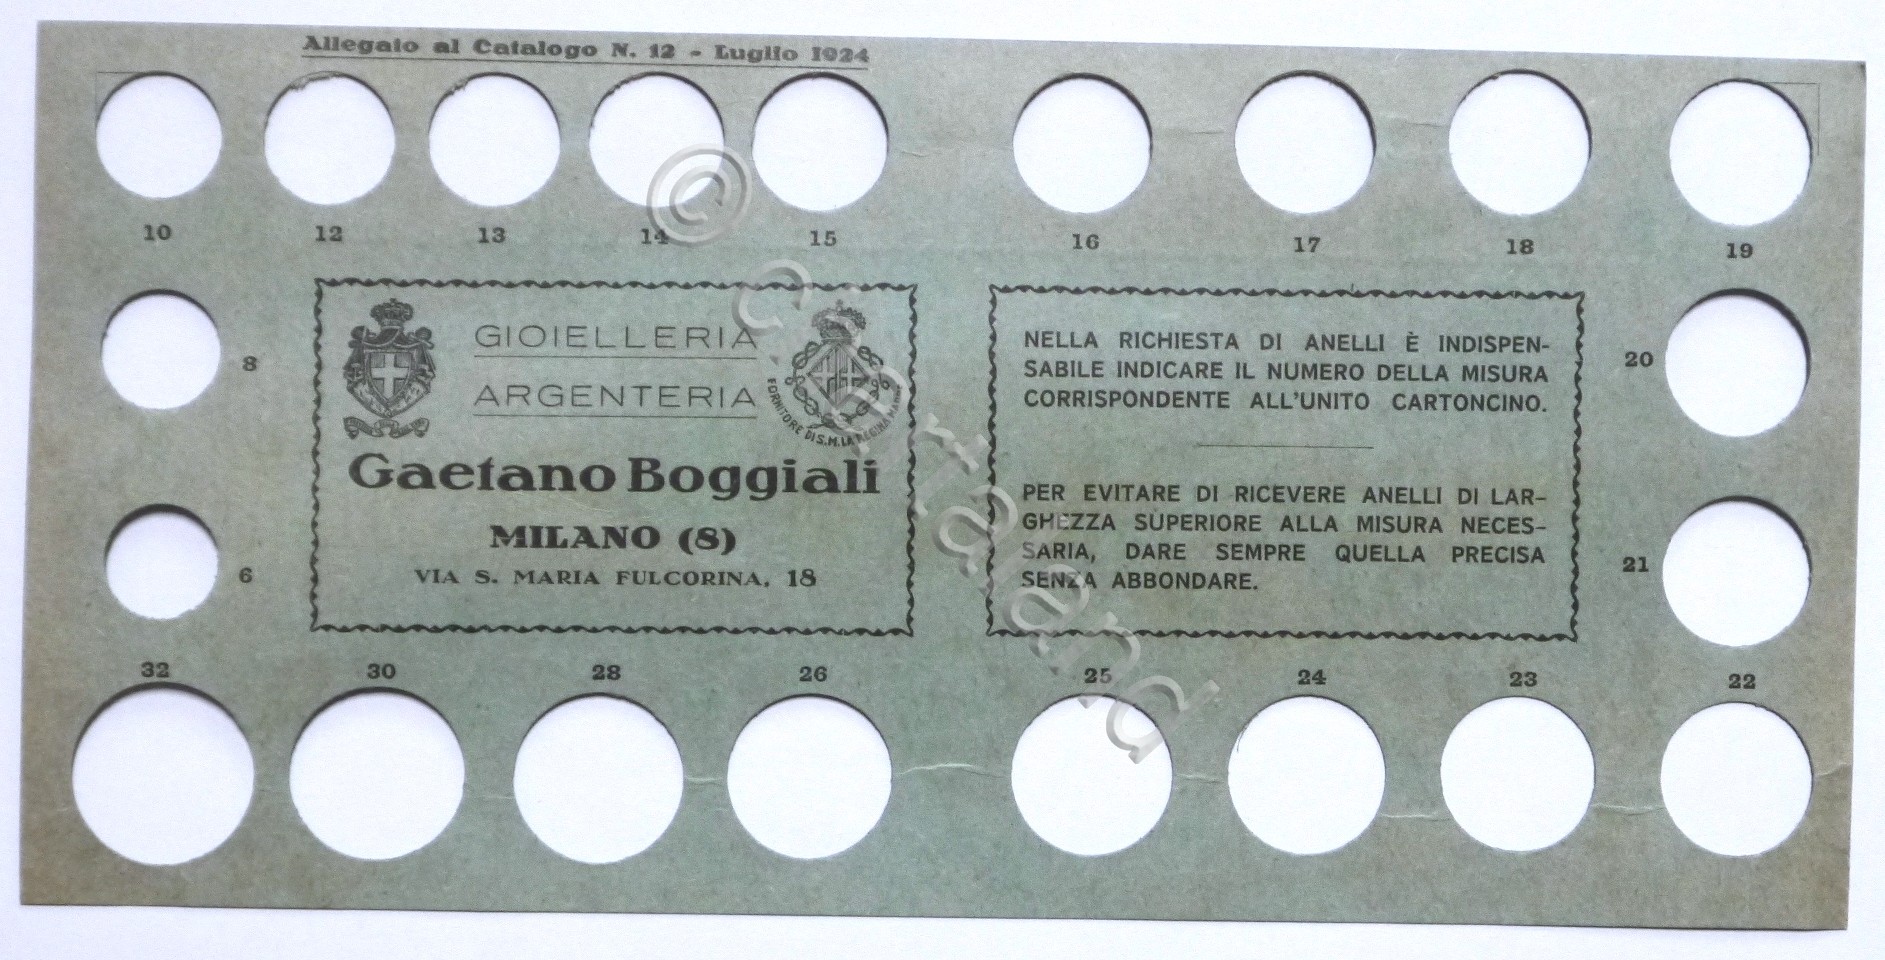 Allegato al Catalogo N. 12 - Luglio 1924
10 12 13 14 15 16 17 18 19
8
6
GIOIELLERIA
ARGENTERIA
FORNITORE DI S.M. LA REGINA MADRE
Gaetano Boggiali
MILANO (8)
VIA S. MARIA FULCORINA, 18
NELLA RICHIESTA DI ANELLI È INDISPEN-
SABILE INDICARE IL NUMERO DELLA MISURA
CORRISPONDENTE ALL'UNITO CARTONCINO.
PER EVITARE DI RICEVERE ANELLI DI LAR-
GHEZZA SUPERIORE ALLA MISURA NECES-
SARIA, DARE SEMPRE QUELLA PRECISA
SENZA ABBONDARE.
20
21
32 30 28 26 25 24 23 22
© Cartaland